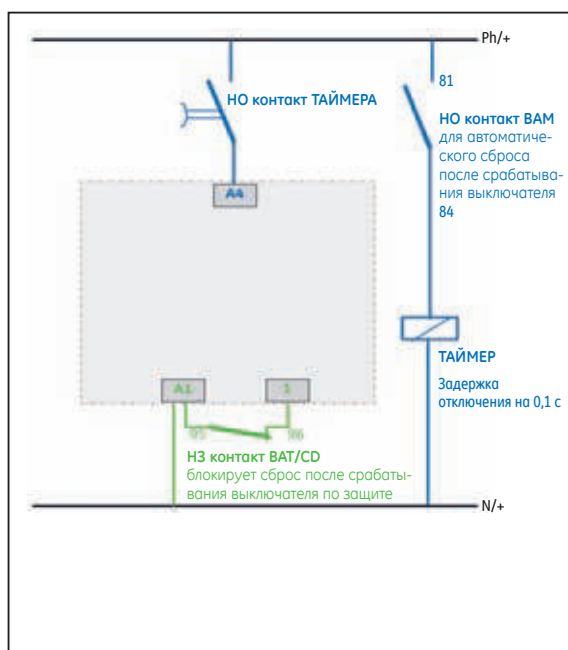 Ph/+
81
НО контакт ТАЙМЕРА
НО контакт BAM
для автоматиче-
ского сброса
после срабатыва-
ния выключателя
84
A4
ТАЙМЕР
Задержка
отключения на 0,1 с
A1
1
95
96
НЗ контакт BAT/CD
блокирует сброс после срабаты-
вания выключателя по защите
N/+